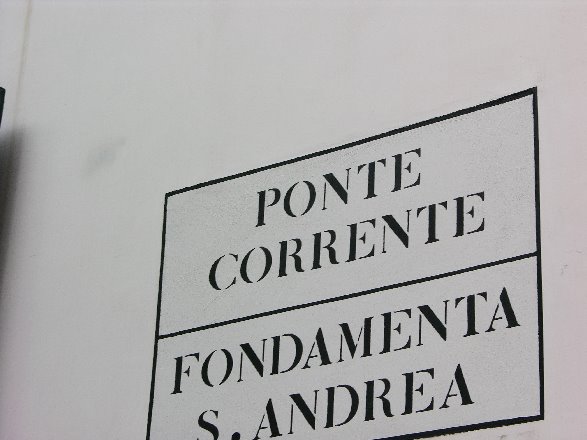 PONTE
CORRENTE
FONDAMENTA
S. ANDREA